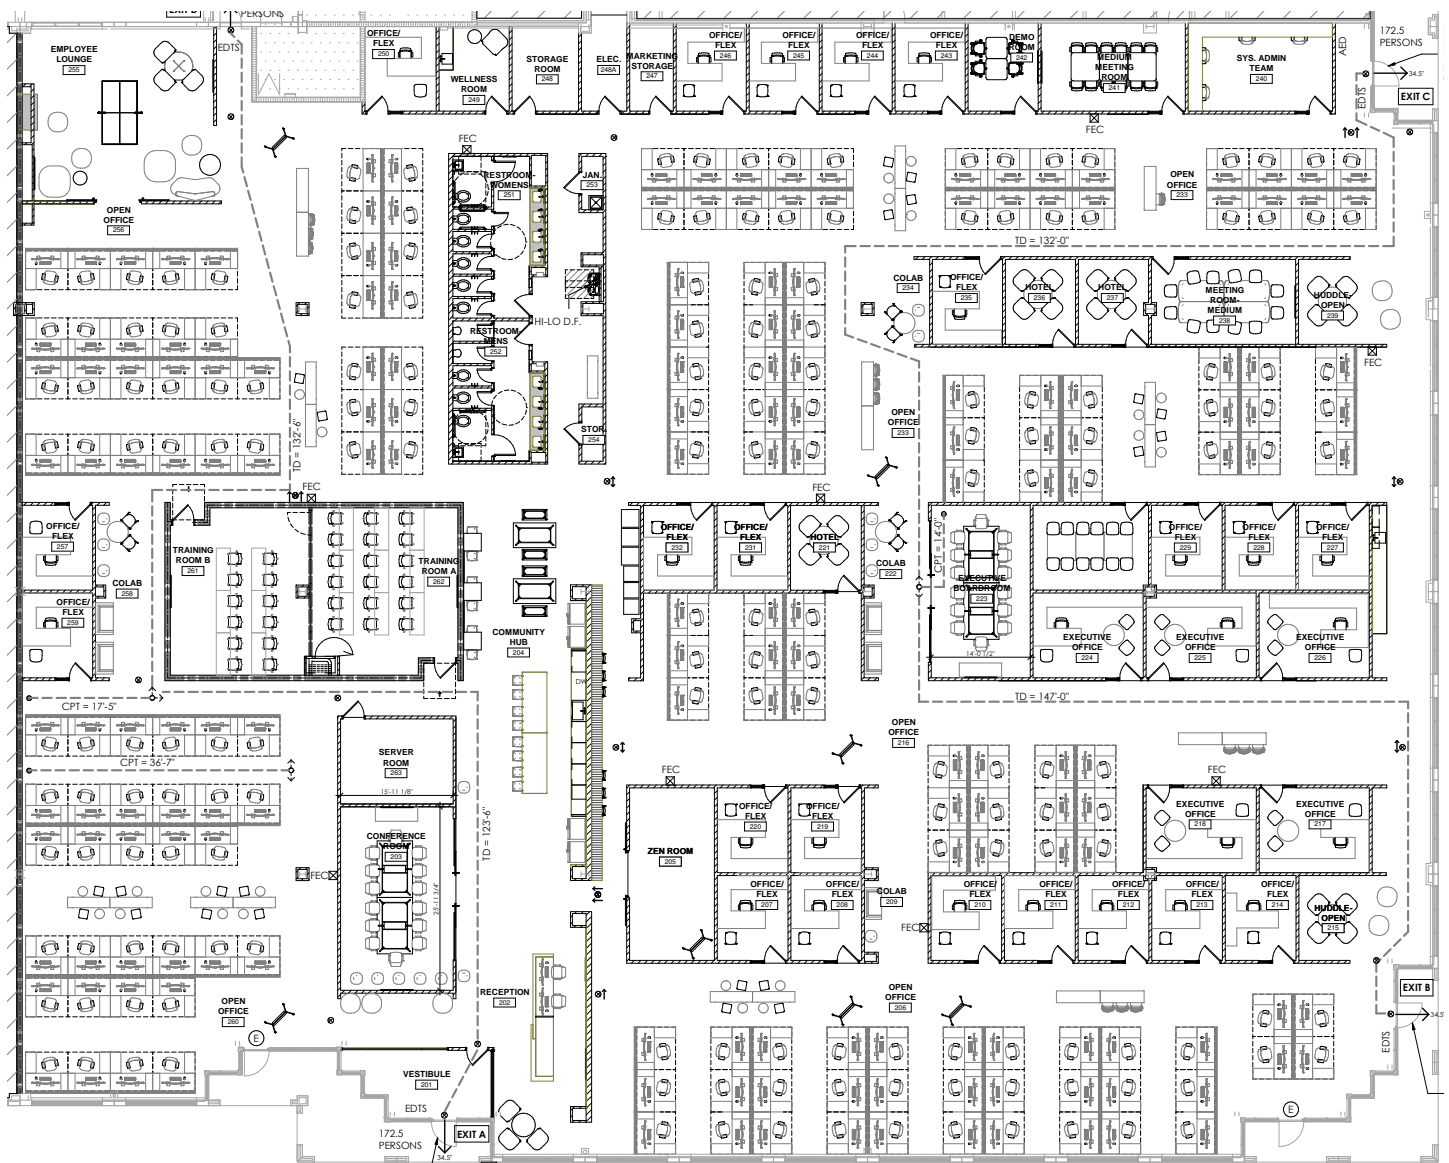 EXIT D
PERSONS
EDTS
EMPLOYEE
LOUNGE
255
OFFICE/
FLEX
250
WELLNESS
ROOM
249
STORAGE
ROOM
248
ELEC.
248A
MARKETING
STORAGE
247
OFFICE/
FLEX
246
OFFICE/
FLEX
245
OFFICE/
FLEX
244
OFFICE/
FLEX
243
DEMO
ROOM
242
MEDIUM
MEETING
ROOM
241
SYS. ADMIN
TEAM
240
AED
172.5
PERSONS
34.5"
EXIT C
EDTS
FEC
FEC
RESTROOM-
WOMENS
251
JAN.
253
OPEN
OFFICE
233
OPEN
OFFICE
256
TD = 132'-0"
COLAB
234
OFFICE/
FLEX
235
HOTEL
236
HOTEL
237
MEETING
ROOM-
MEDIUM
238
HUDDLE-
OPEN
239
HI-LO D.F.
RESTROOM-
MENS
252
FEC
TD = 132'-6"
STOR.
254
OPEN
OFFICE
233
FEC
FEC
OFFICE/
FLEX
257
COLAB
258
OFFICE/
FLEX
259
TRAINING
ROOM B
261
TRAINING
ROOM A
262
COMMUNITY
HUB
204
OFFICE/
FLEX
232
OFFICE/
FLEX
231
HOTEL
221
COLAB
222
CPT = 14'-0"
EXECUTIVE
BOARDROOM
223
14'-0 1/2"
OFFICE/
FLEX
229
OFFICE/
FLEX
228
OFFICE/
FLEX
227
EXECUTIVE
OFFICE
224
EXECUTIVE
OFFICE
225
EXECUTIVE
OFFICE
226
DW
CPT = 17'-5"
TD = 147'-0"
OPEN
OFFICE
216
CPT = 36'-7"
SERVER
ROOM
263
15'-11 1/8"
FEC
FEC
TD = 123'-6"
CONFERENCE
ROOM
203
25'-11 3/4"
FEC
ZEN ROOM
205
OFFICE/
FLEX
220
OFFICE/
FLEX
219
EXECUTIVE
OFFICE
218
EXECUTIVE
OFFICE
217
OFFICE/
FLEX
207
OFFICE/
FLEX
208
COLAB
209
FEC
OFFICE/
FLEX
210
OFFICE/
FLEX
211
OFFICE/
FLEX
212
OFFICE/
FLEX
213
OFFICE/
FLEX
214
HUDDLE-
OPEN
215
OPEN
OFFICE
260
RECEPTION
202
OPEN
OFFICE
206
EXIT B
34.5"
EDTS
E
VESTIBULE
201
EDTS
172.5
PERSONS
34.5"
EXIT A
E